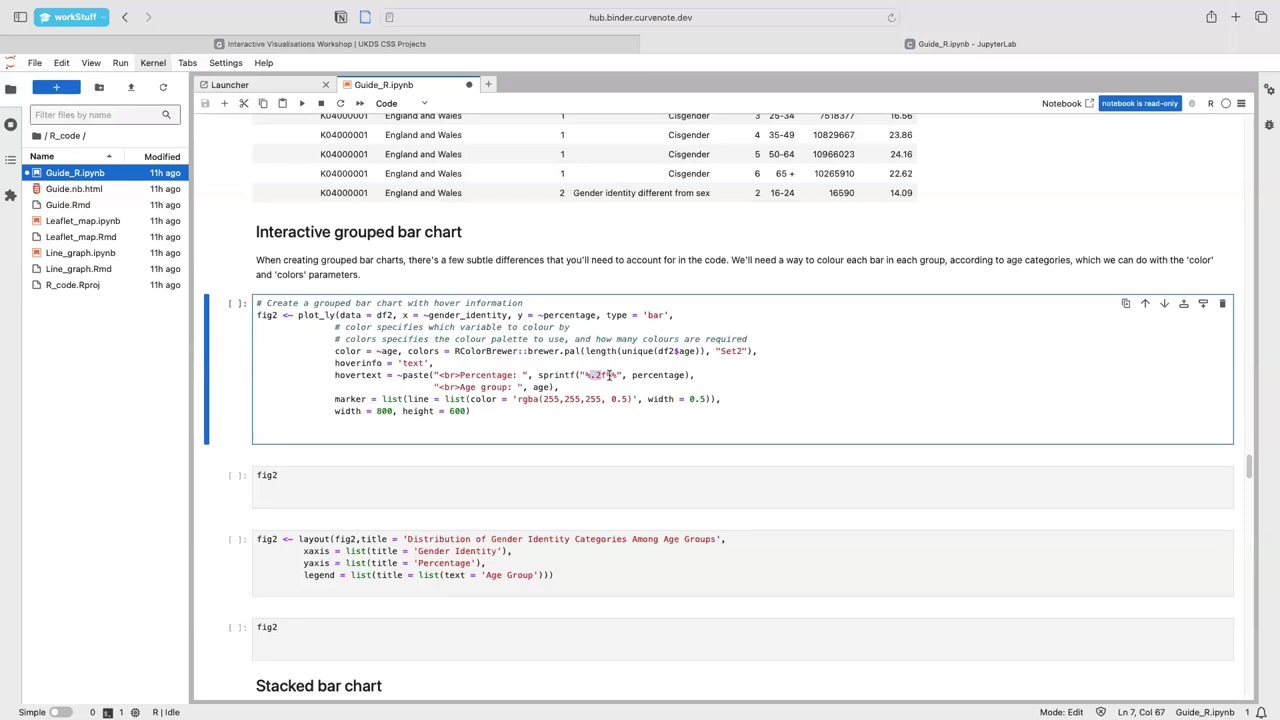 workStuff
hub.binder.curvenote.dev
Interactive Visualisations Workshop | UKDS CSS Projects
Guide_R.ipynb - JupyterLab
File Edit View Run Kernel Tabs Settings Help
Launcher
Guide_R.ipynb
Code
Notebook
notebook is read-only
R
Filter files by name
/ R_code /
Name Modified
Guide_R.ipynb 11h ago
Guide.nb.html 11h ago
Guide.Rmd 11h ago
Leaflet_map.ipynb 11h ago
Leaflet_map.Rmd 11h ago
Line_graph.ipynb 11h ago
Line_graph.Rmd 11h ago
R_code.Rproj 11h ago
K04000001 England and Wales 1 Cisgender 3 25-34 7518377 16.56
K04000001 England and Wales 1 Cisgender 4 35-49 10829667 23.86
K04000001 England and Wales 1 Cisgender 5 50-64 10966023 24.16
K04000001 England and Wales 1 Cisgender 6 65 + 10265910 22.62
K04000001 England and Wales 2 Gender identity different from sex 2 16-24 16590 14.09
Interactive grouped bar chart
When creating grouped bar charts, there's a few subtle differences that you'll need to account for in the code. We'll need a way to colour each bar in each group, according to age categories, which we can do with the 'color'
and 'colors' parameters.
[ ]:
# Create a grouped bar chart with hover information
fig2 <- plot_ly(data = df2, x = ~gender_identity, y = ~percentage, type = 'bar',
# color specifies which variable to colour by
# colors specifies the colour palette to use, and how many colours are required
color = ~age, colors = RColorBrewer::brewer.pal(length(unique(df2$age)), "Set2"),
hoverinfo = 'text',
hovertext = ~paste("<br>Percentage: ", sprintf("%.2f%%", percentage),
"<br>Age group: ", age),
marker = list(line = list(color = 'rgba(255,255,255, 0.5)', width = 0.5)),
width = 800, height = 600)
[ ]:
fig2
[ ]:
fig2 <- layout(fig2,title = 'Distribution of Gender Identity Categories Among Age Groups',
xaxis = list(title = 'Gender Identity'),
yaxis = list(title = 'Percentage'),
legend = list(title = list(text = 'Age Group')))
[ ]:
fig2
Stacked bar chart
Simple 0 1 R | Idle
Mode: Edit Ln 7, Col 67 Guide_R.ipynb 1